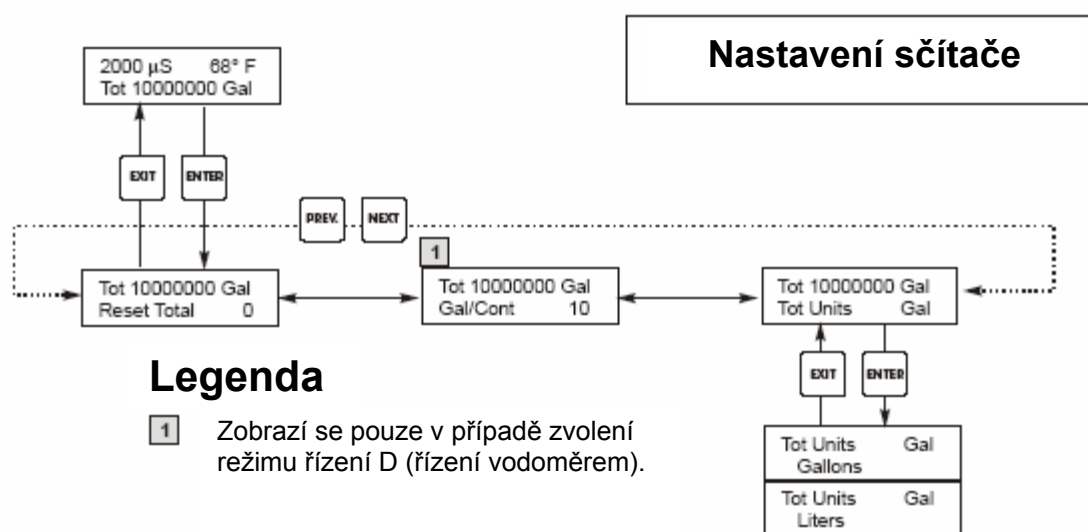 Nastavení sčítače
2000 µS 68° F
Tot 10000000 Gal
EXIT
ENTER
PREV.
NEXT
1
Tot 10000000 Gal
Reset Total 0
Tot 10000000 Gal
Gal/Cont 10
Tot 10000000 Gal
Tot Units Gal
EXIT
ENTER
Tot Units Gal
Gallons
Tot Units Gal
Liters
Legenda
1 Zobrazí se pouze v případě zvolení
režimu řízení D (řízení vodoměrem).